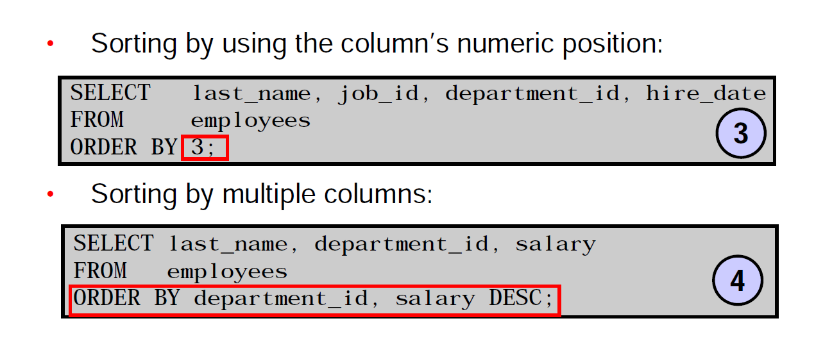 • Sorting by using the column's numeric position:
SELECT last_name, job_id, department_id, hire_date
FROM employees
ORDER BY 3;
3
• Sorting by multiple columns:
SELECT last_name, department_id, salary
FROM employees
ORDER BY department_id, salary DESC;
4